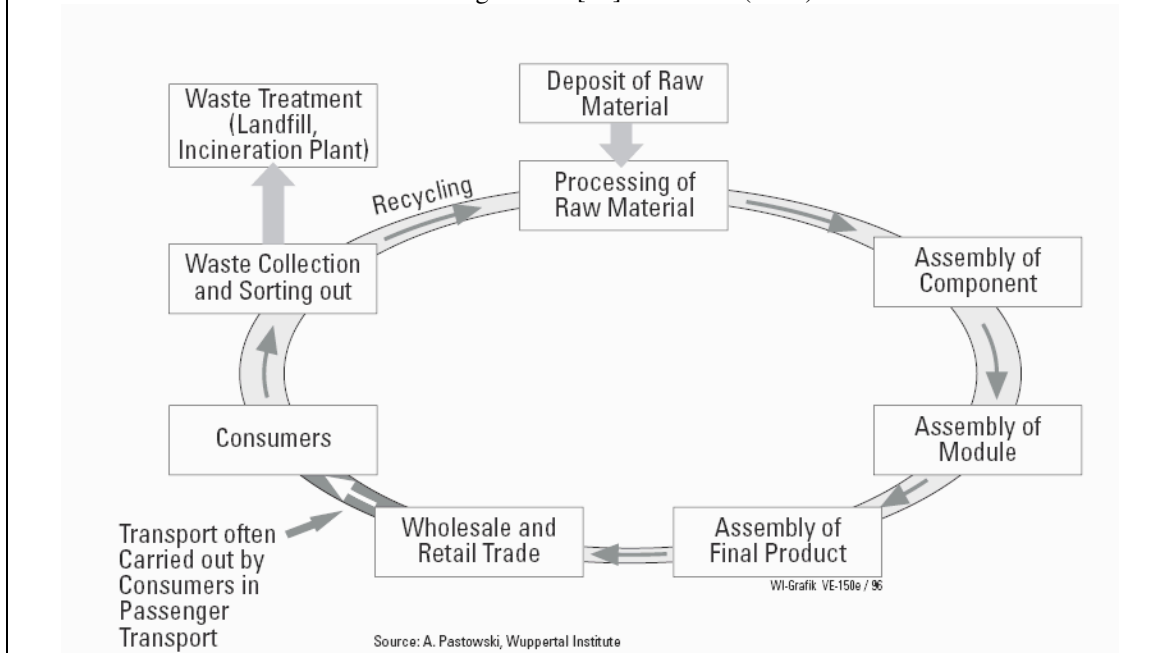 Deposit of Raw
Material
Waste Treatment
(Landfill,
Incineration Plant)
Recycling
Processing of
Raw Material
Waste Collection
and Sorting out
Assembly of
Component
Consumers
Assembly of
Module
Wholesale and
Retail Trade
Assembly of
Final Product
Transport often
Carried out by
Consumers in
Passenger
Transport
WI-Grafik VE-150e / 96
Source: A. Pastowski, Wuppertal Institute